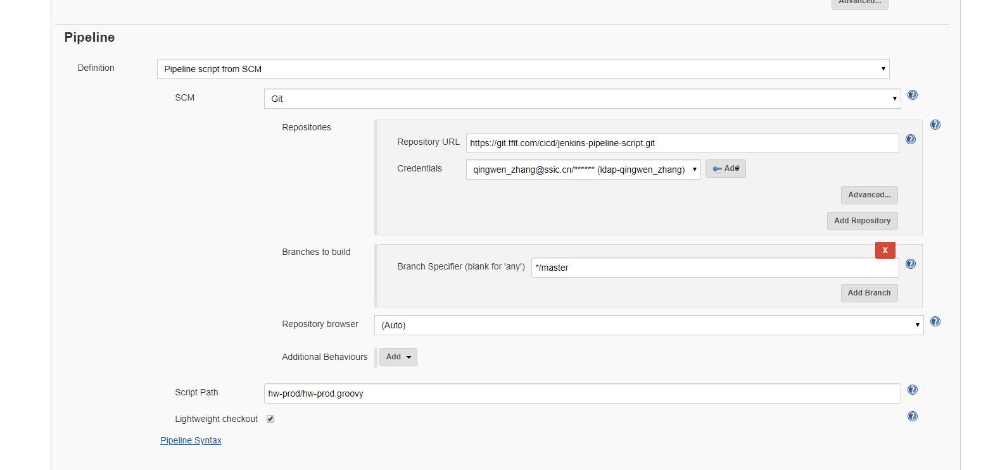 Advanced...
Pipeline
Definition
Pipeline script from SCM
SCM
Git
Repositories
Repository URL
https://git.tfit.com/cicd/jenkins-pipeline-script.git
Credentials
qingwen_zhang@ssic.cn/****** (ldap-qingwen_zhang)
Add
Advanced...
Add Repository
Branches to build
X
Branch Specifier (blank for 'any')
*/master
Add Branch
Repository browser
(Auto)
Additional Behaviours
Add
Script Path
hw-prod/hw-prod.groovy
Lightweight checkout
Pipeline Syntax